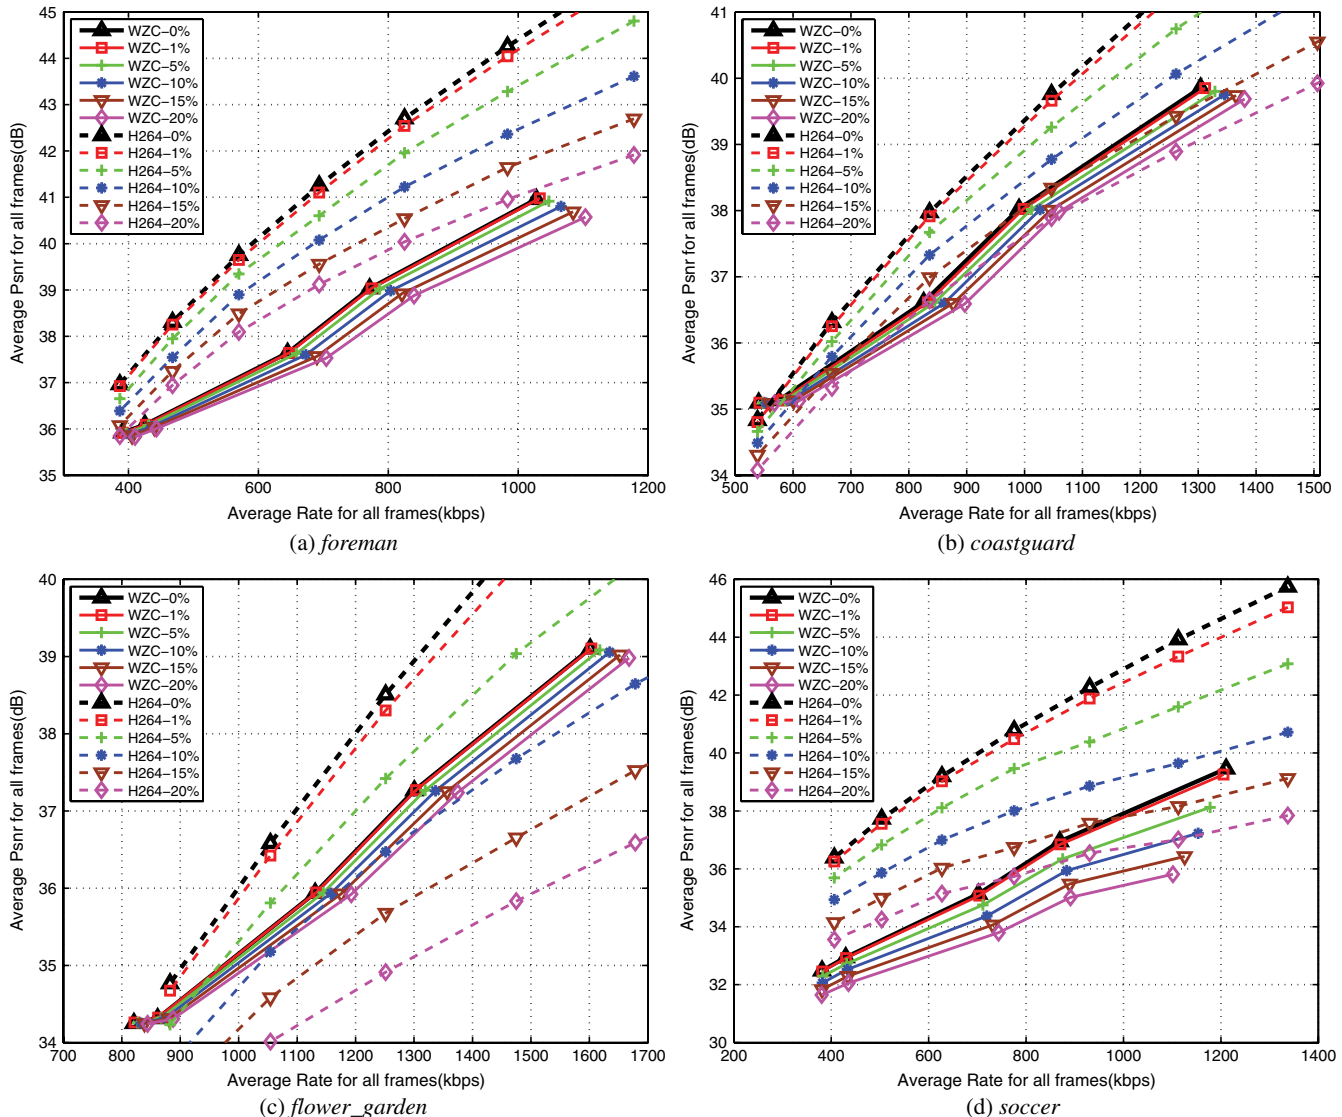 45
44
43
42
41
40
39
38
37
36
35
Average Psnr for all frames(dB)
WZC−0%
WZC−1%
WZC−5%
WZC−10%
WZC−15%
WZC−20%
H264−0%
H264−1%
H264−5%
H264−10%
H264−15%
H264−20%
400 600 800 1000 1200
Average Rate for all frames(kbps)
(a) foreman
41
40
39
38
37
36
35
34
Average Psnr for all frames(dB)
WZC−0%
WZC−1%
WZC−5%
WZC−10%
WZC−15%
WZC−20%
H264−0%
H264−1%
H264−5%
H264−10%
H264−15%
H264−20%
500 600 700 800 900 1000 1100 1200 1300 1400 1500
Average Rate for all frames(kbps)
(b) coastguard
40
39
38
37
36
35
34
Average Psnr for all frames(dB)
WZC−0%
WZC−1%
WZC−5%
WZC−10%
WZC−15%
WZC−20%
H264−0%
H264−1%
H264−5%
H264−10%
H264−15%
H264−20%
700 800 900 1000 1100 1200 1300 1400 1500 1600 1700
Average Rate for all frames(kbps)
(c) flower_garden
46
44
42
40
38
36
34
32
30
Average Psnr for all frames(dB)
WZC−0%
WZC−1%
WZC−5%
WZC−10%
WZC−15%
WZC−20%
H264−0%
H264−1%
H264−5%
H264−10%
H264−15%
H264−20%
200 400 600 800 1000 1200 1400
Average Rate for all frames(kbps)
(d) soccer